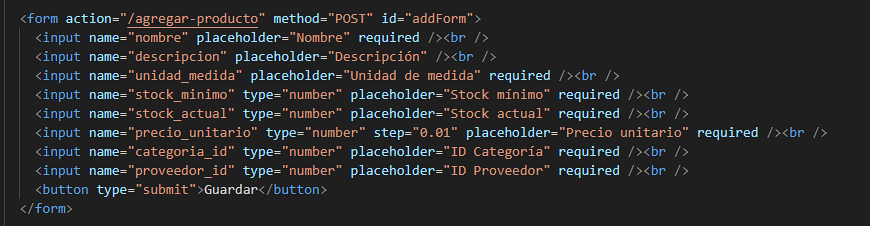 <form action="/agregar-producto" method="POST" id="addForm">
<input name="nombre" placeholder="Nombre" required /><br />
<input name="descripcion" placeholder="Descripción" /><br />
<input name="unidad_medida" placeholder="Unidad de medida" required /><br />
<input name="stock_minimo" type="number" placeholder="Stock mínimo" required /><br />
<input name="stock_actual" type="number" placeholder="Stock actual" required /><br />
<input name="precio_unitario" type="number" step="0.01" placeholder="Precio unitario" required /><br />
<input name="categoria_id" type="number" placeholder="ID Categoría" required /><br />
<input name="proveedor_id" type="number" placeholder="ID Proveedor" required /><br />
<button type="submit">Guardar</button>
</form>